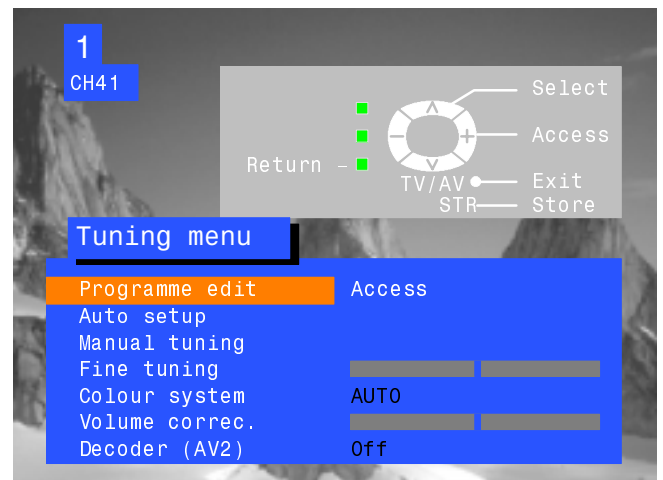 1
CH41
Select
Access
Return –
TV/AV Exit
STR Store
Tuning menu
Programme edit Access
Auto setup
Manual tuning
Fine tuning
Colour system AUTO
Volume correc.
Decoder (AV2) Off